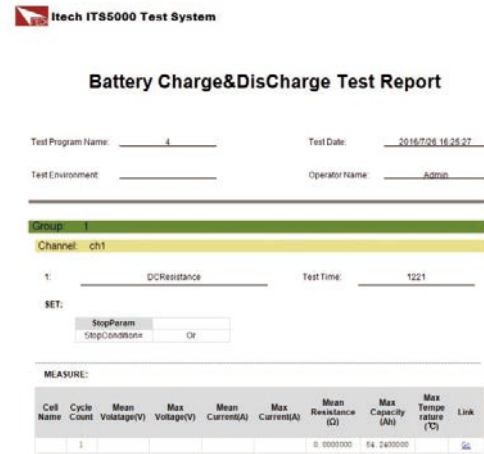 Itech ITS5000 Test System
Battery Charge&DisCharge Test Report
Test Program Name: 4 Test Date: 2016/7/26 16:25:27
Test Environment: Operator Name: Admin
Group: 1
Channel: ch1
1: DCResistance Test Time: 1221
SET:
StopParam
StopCondition= Or
MEASURE:
Cell Name Cycle Count Mean Volatage(V) Max Voltage(V) Mean Current(A) Max Current(A) Mean Resistance (Ω) Max Capacity (Ah) Max Tempe rature (℃) Link
1 0.0000000 54.2400000 Go